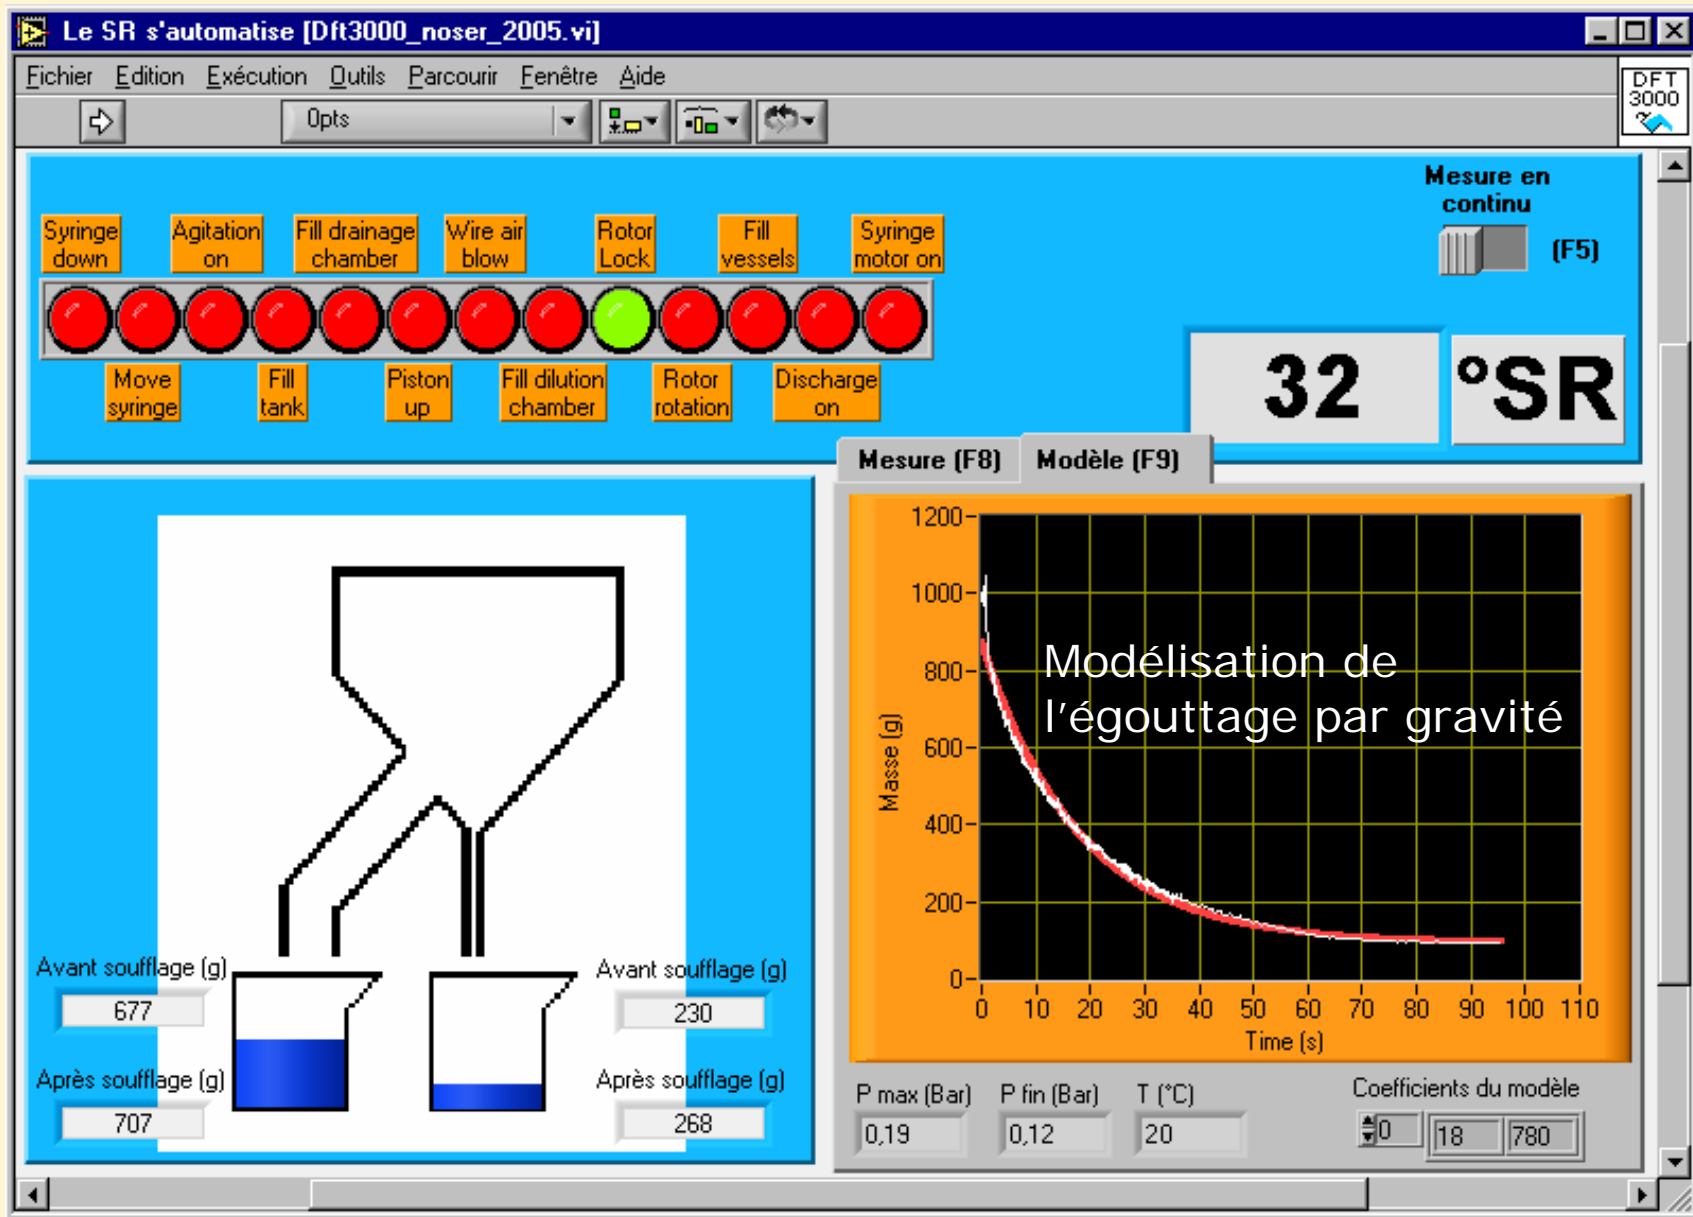 Le SR s'automatise [Dft3000_noser_2005.vi]
Fichier Edition Exécution Outils Parcourir Fenêtre Aide
DFT
3000
Opts
Mesure en
continu
(F5)
Syringe
down
Agitation
on
Fill drainage
chamber
Wire air
blow
Rotor
Lock
Fill
vessels
Syringe
motor on
Move
syringe
Fill
tank
Piston
up
Fill dilution
chamber
Rotor
rotation
Discharge
on
32 °SR
Mesure (F8) Modèle (F9)
Avant soufflage (g)
677
Après soufflage (g)
707
Avant soufflage (g)
230
Après soufflage (g)
268
Modélisation de
l'égouttage par gravité
Masse (g)
1200
1000
800
600
400
200
0
0 10 20 30 40 50 60 70 80 90 100 110
Time (s)
P max (Bar) P fin (Bar) T (°C) Coefficients du modèle
0,19 0,12 20 0 18 780